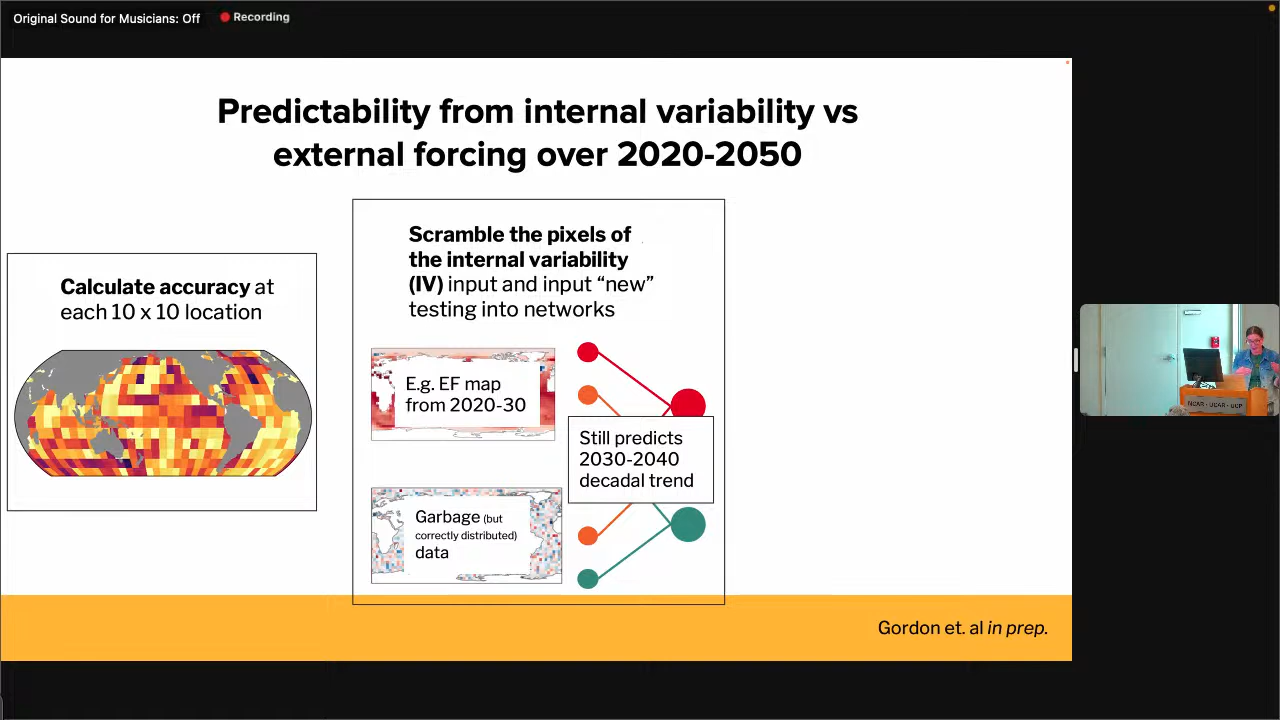 Original Sound for Musicians: Off
Recording
Predictability from internal variability vs
external forcing over 2020-2050
Calculate accuracy at
each 10 x 10 location
Scramble the pixels of
the internal variability
(IV) input and input “new”
testing into networks
E.g. EF map
from 2020-30
Still predicts
2030-2040
decadal trend
Garbage (but
correctly distributed)
data
Gordon et. al in prep.
NCAR - UCAR - UCP